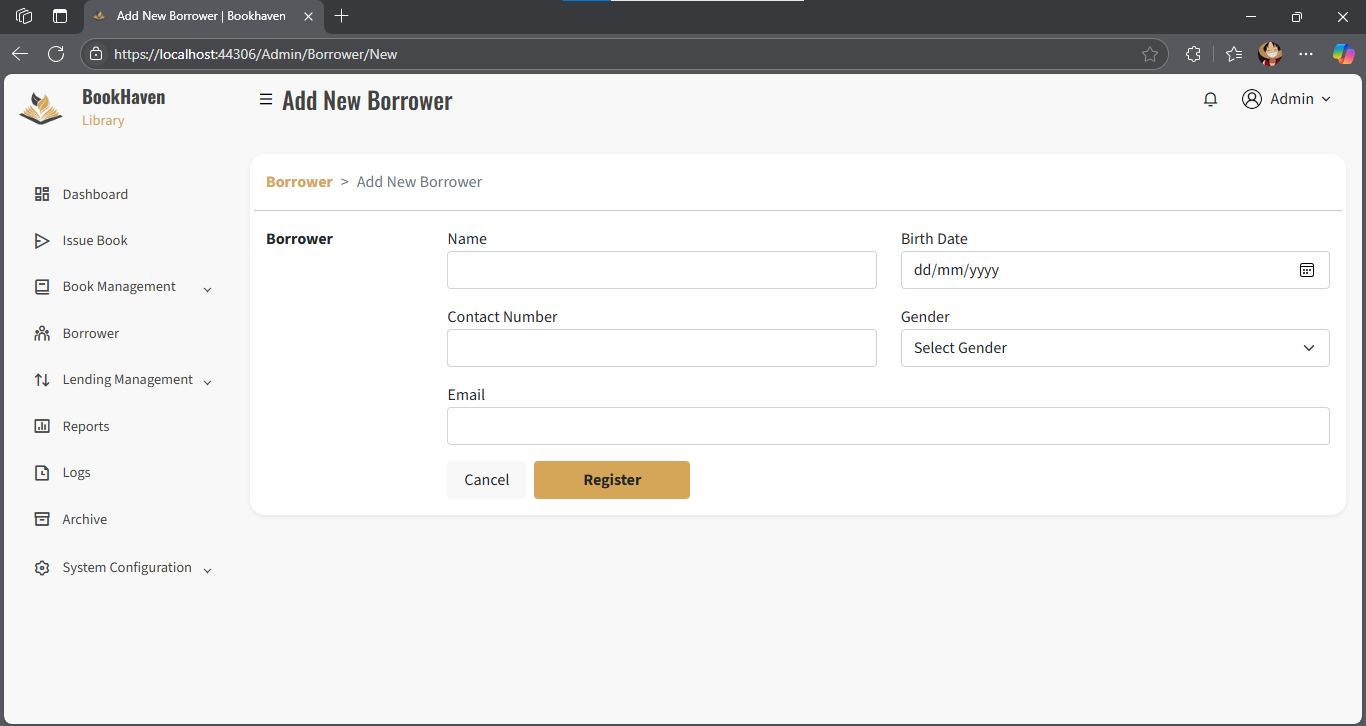 Add New Borrower | Bookhaven
https://localhost:44306/Admin/Borrower/New
BookHaven
Library
Add New Borrower
Admin
Dashboard
Issue Book
Book Management
Borrower
Lending Management
Reports
Logs
Archive
System Configuration
Borrower > Add New Borrower
Borrower
Name
Birth Date
dd/mm/yyyy
Contact Number
Gender
Select Gender
Email
Cancel
Register